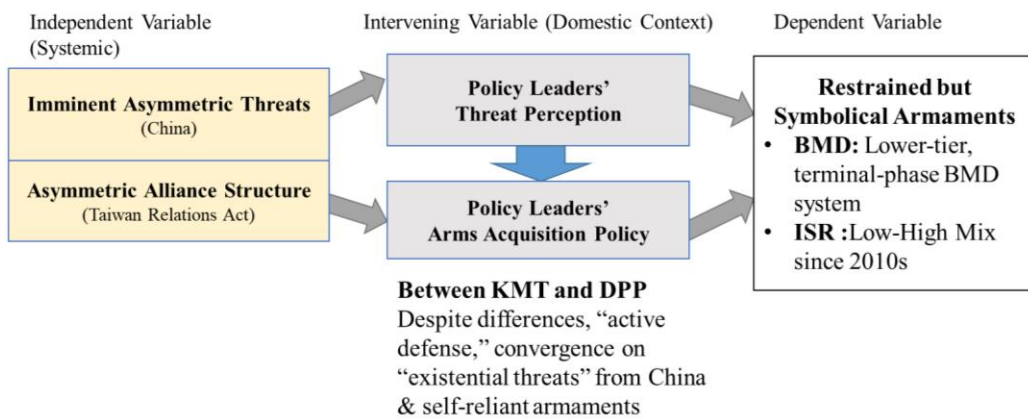 Independent Variable
(Systemic)
Intervening Variable (Domestic Context)
Dependent Variable
Imminent Asymmetric Threats
(China)
Asymmetric Alliance Structure
(Taiwan Relations Act)
Policy Leaders’
Threat Perception
Policy Leaders’
Arms Acquisition Policy
Between KMT and DPP
Despite differences, “active
defense,” convergence on
“existential threats” from China
& self-reliant armaments
Restrained but
Symbolical Armaments
• BMD: Lower-tier,
terminal-phase BMD
system
• ISR :Low-High Mix
since 2010s